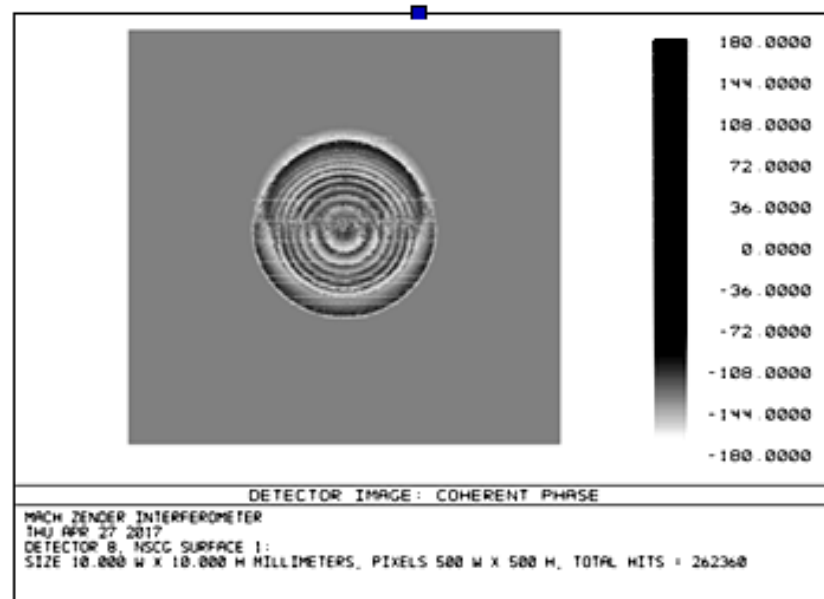 180.0000
144.0000
108.0000
72.0000
36.0000
0.0000
-36.0000
-72.0000
-108.0000
-144.0000
-180.0000
DETECTOR IMAGE: COHERENT PHASE
MACH ZENDER INTERFEROMETER
THU APR 27 2017
DETECTOR 8, NSCG SURFACE 1:
SIZE 10.000 W X 10.000 H MILLIMETERS, PIXELS 500 W X 500 H, TOTAL HITS = 262360